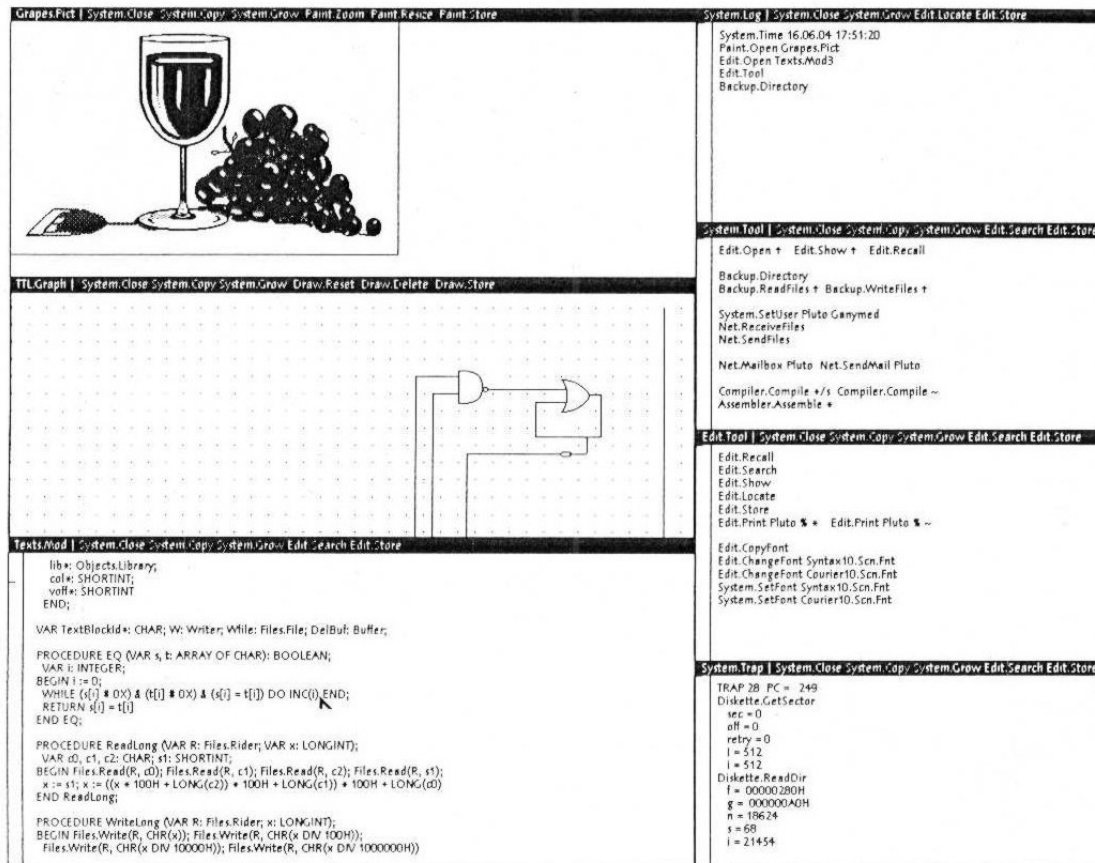 Grapes.Pict | System.Close System.Copy System.Grow Paint.Zoom Paint.Resize Paint.Store
TTL.Graph | System.Close System.Copy System.Grow Draw.Reset Draw.Delete Draw.Store
Texts.Mod | System.Close System.Copy System.Grow Edit.Search Edit.Store
lib*: Objects.Library;
col*: SHORTINT;
voff*: SHORTINT
END;
VAR TextBlockId*: CHAR; W: Writer; Wfile: Files.File; DelBuf: Buffer;
PROCEDURE EQ (VAR s, t: ARRAY OF CHAR): BOOLEAN;
VAR i: INTEGER;
BEGIN i := 0;
WHILE (s[i] # 0X) & (t[i] # 0X) & (s[i] = t[i]) DO INC(i) END;
RETURN s[i] = t[i]
END EQ;
PROCEDURE ReadLong (VAR R: Files.Rider; VAR x: LONGINT);
VAR c0, c1, c2: CHAR; s1: SHORTINT;
BEGIN Files.Read(R, c0); Files.Read(R, c1); Files.Read(R, c2); Files.Read(R, s1);
x := s1; x := ((x * 100H + LONG(c2)) * 100H + LONG(c1)) * 100H + LONG(c0)
END ReadLong;
PROCEDURE WriteLong (VAR R: Files.Rider; x: LONGINT);
BEGIN Files.Write(R, CHR(x)); Files.Write(R, CHR(x DIV 100H));
Files.Write(R, CHR(x DIV 10000H)); Files.Write(R, CHR(x DIV 1000000H))
System.Log | System.Close System.Grow Edit.Locate Edit.Store
System.Time 16.06.04 17:51:20
Paint.Open Grapes.Pict
Edit.Open Texts.Mod3
Edit.Tool
Backup.Directory
System.Tool | System.Close System.Copy System.Grow Edit.Search Edit.Store
Edit.Open ↑ Edit.Show ↑ Edit.Recall
Backup.Directory
Backup.ReadFiles ↑ Backup.WriteFiles ↑
System.SetUser Pluto Ganymed
Net.ReceiveFiles
Net.SendFiles
Net.Mailbox Pluto Net.SendMail Pluto
Compiler.Compile */s Compiler.Compile ~
Assembler.Assemble *
Edit.Tool | System.Close System.Copy System.Grow Edit.Search Edit.Store
Edit.Recall
Edit.Search
Edit.Show
Edit.Locate
Edit.Store
Edit.Print Pluto % * Edit.Print Pluto % ~
Edit.CopyFont
Edit.ChangeFont Syntax10.Scn.Fnt
Edit.ChangeFont Courier10.Scn.Fnt
System.SetFont Syntax10.Scn.Fnt
System.SetFont Courier10.Scn.Fnt
System.Trap | System.Close System.Copy System.Grow Edit.Search Edit.Store
TRAP 28 PC = 249
Diskette.GetSector
sec = 0
off = 0
retry = 0
i = 512
l = 512
Diskette.ReadDir
f = 00000280H
g = 000000A0H
n = 18624
s = 68
i = 21454